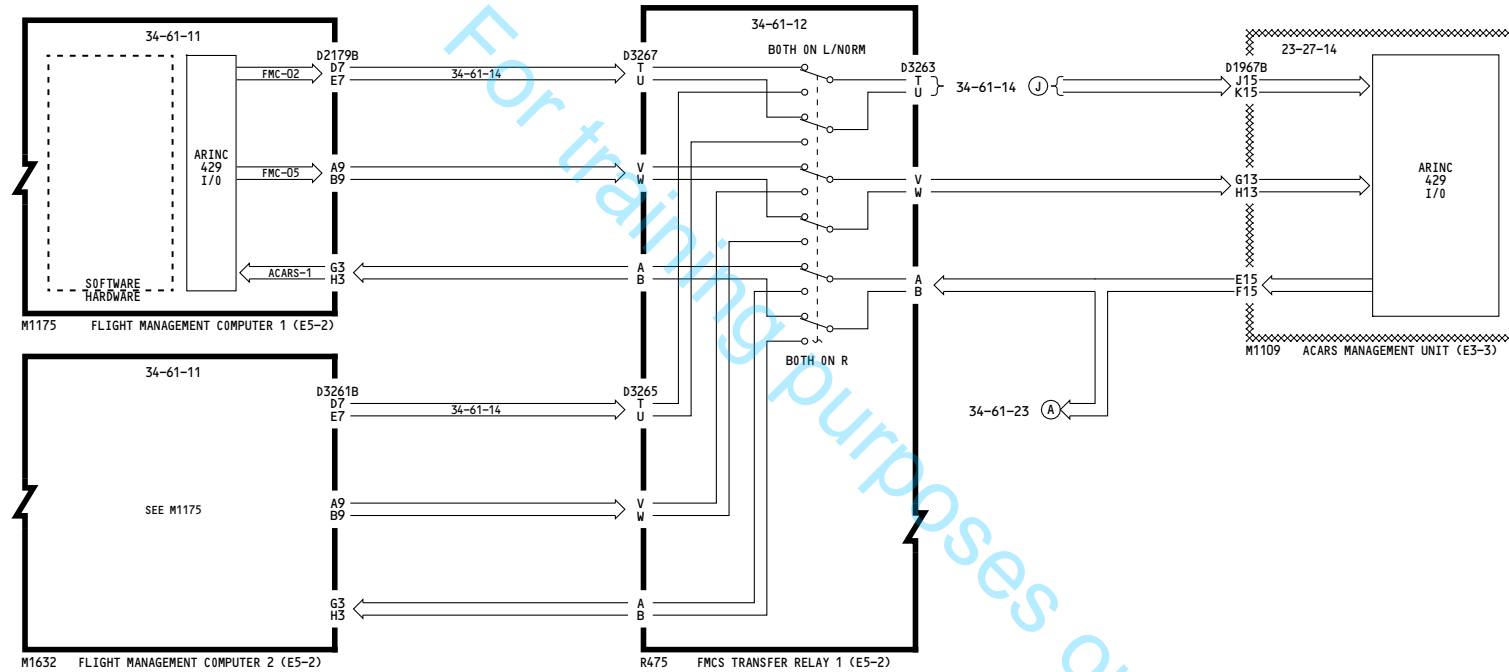 34-61-11
D2179B
FMC-02
D7
E7
34-61-14
ARINC
429
I/O
FMC-05
A9
B9
ACARS-1
G3
H3
SOFTWARE
HARDWARE
M1175 FLIGHT MANAGEMENT COMPUTER 1 (E5-2)
34-61-11
D3261B
D7
E7
34-61-14
SEE M1175
A9
B9
G3
H3
M1632 FLIGHT MANAGEMENT COMPUTER 2 (E5-2)
34-61-12
BOTH ON L/NORM
D3267
T
U
V
W
A
B
D3263
T
U
V
W
A
B
BOTH ON R
D3265
T
U
V
W
A
B
R475 FMCS TRANSFER RELAY 1 (E5-2)
34-61-14 J
34-61-23 A
23-27-14
D1967B
J15
K15
G13
H13
E15
F15
ARINC
429
I/O
M1109 ACARS MANAGEMENT UNIT (E3-3)
For training purposes